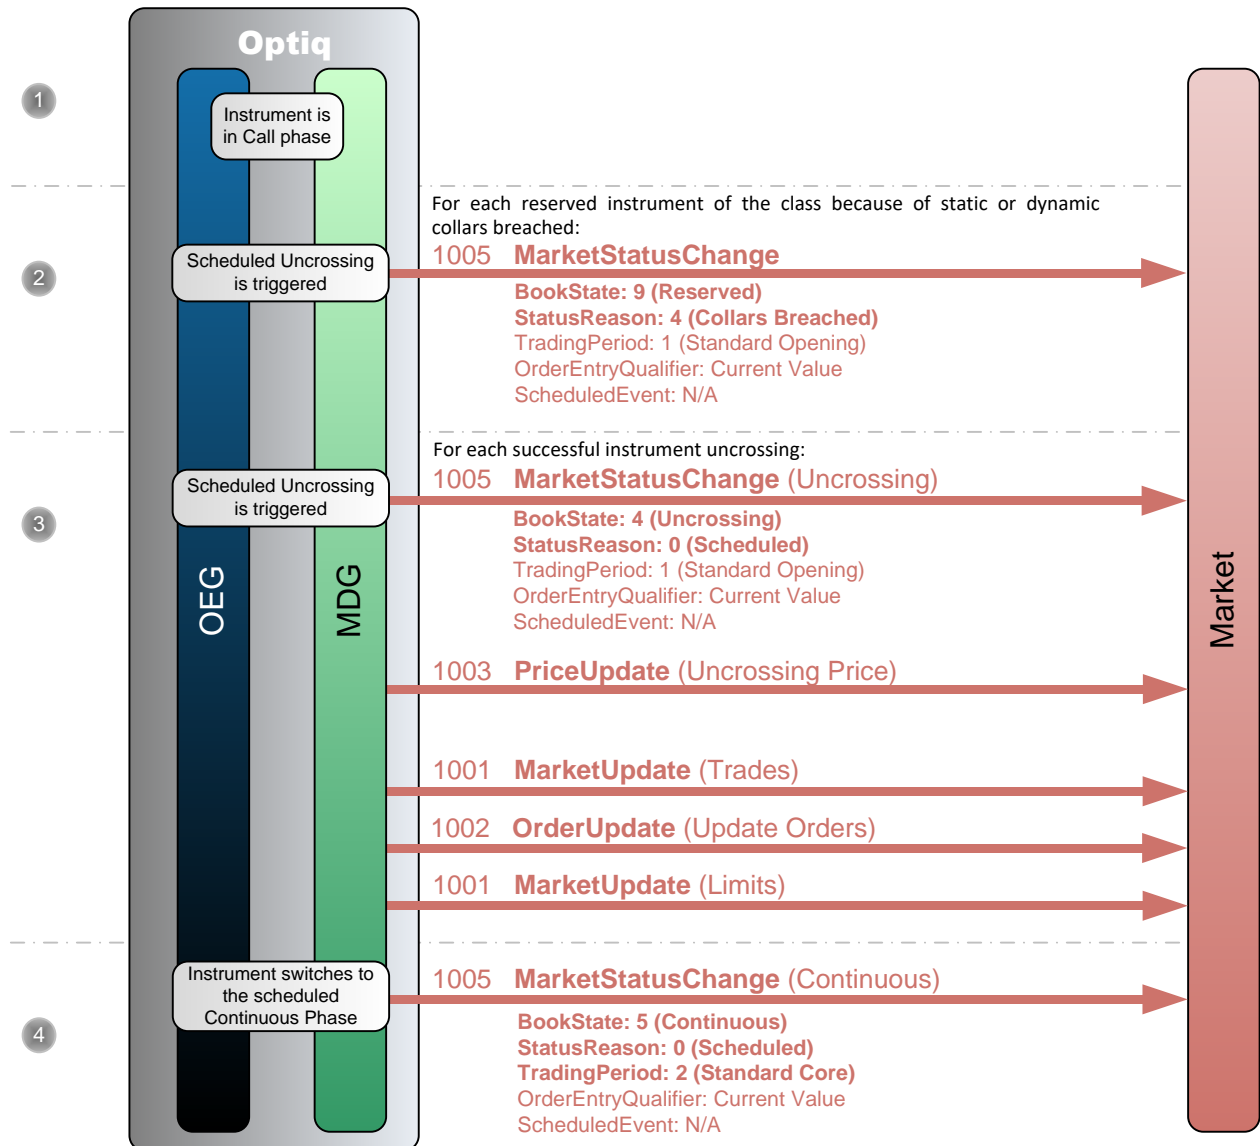 Optiq
1
Instrument is
in Call phase
For each reserved instrument of the class because of static or dynamic
collars breached:
1005 MarketStatusChange
2
Scheduled Uncrossing
is triggered
BookState: 9 (Reserved)
StatusReason: 4 (Collars Breached)
TradingPeriod: 1 (Standard Opening)
OrderEntryQualifier: Current Value
ScheduledEvent: N/A
For each successful instrument uncrossing:
1005 MarketStatusChange (Uncrossing)
3
Scheduled Uncrossing
is triggered
BookState: 4 (Uncrossing)
StatusReason: 0 (Scheduled)
TradingPeriod: 1 (Standard Opening)
OrderEntryQualifier: Current Value
ScheduledEvent: N/A
OEG
MDG
Market
1003 PriceUpdate (Uncrossing Price)
1001 MarketUpdate (Trades)
1002 OrderUpdate (Update Orders)
1001 MarketUpdate (Limits)
1005 MarketStatusChange (Continuous)
4
Instrument switches to
the scheduled
Continuous Phase
BookState: 5 (Continuous)
StatusReason: 0 (Scheduled)
TradingPeriod: 2 (Standard Core)
OrderEntryQualifier: Current Value
ScheduledEvent: N/A